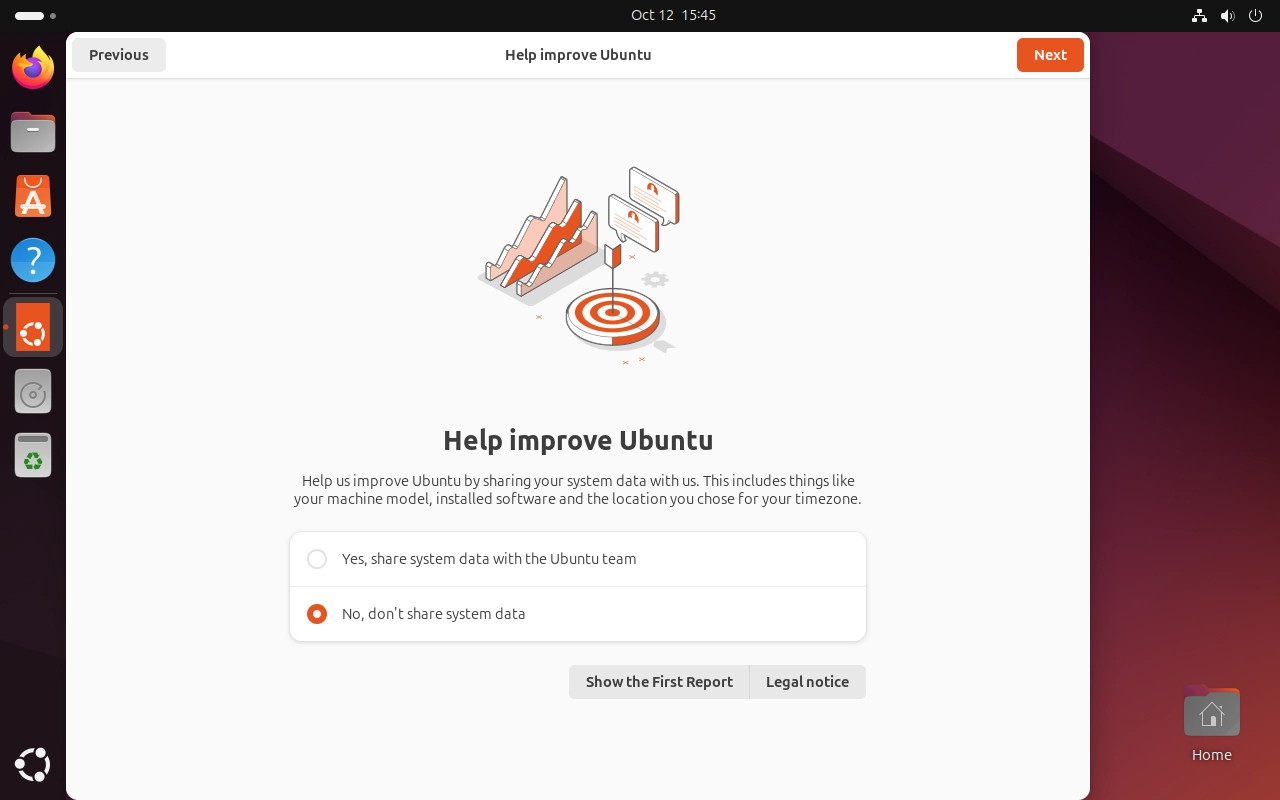 Oct 12 15:45
Previous
Help improve Ubuntu
Next
Help improve Ubuntu
Help us improve Ubuntu by sharing your system data with us. This includes things like
your machine model, installed software and the location you chose for your timezone.
Yes, share system data with the Ubuntu team
No, don't share system data
Show the First Report
Legal notice
Home